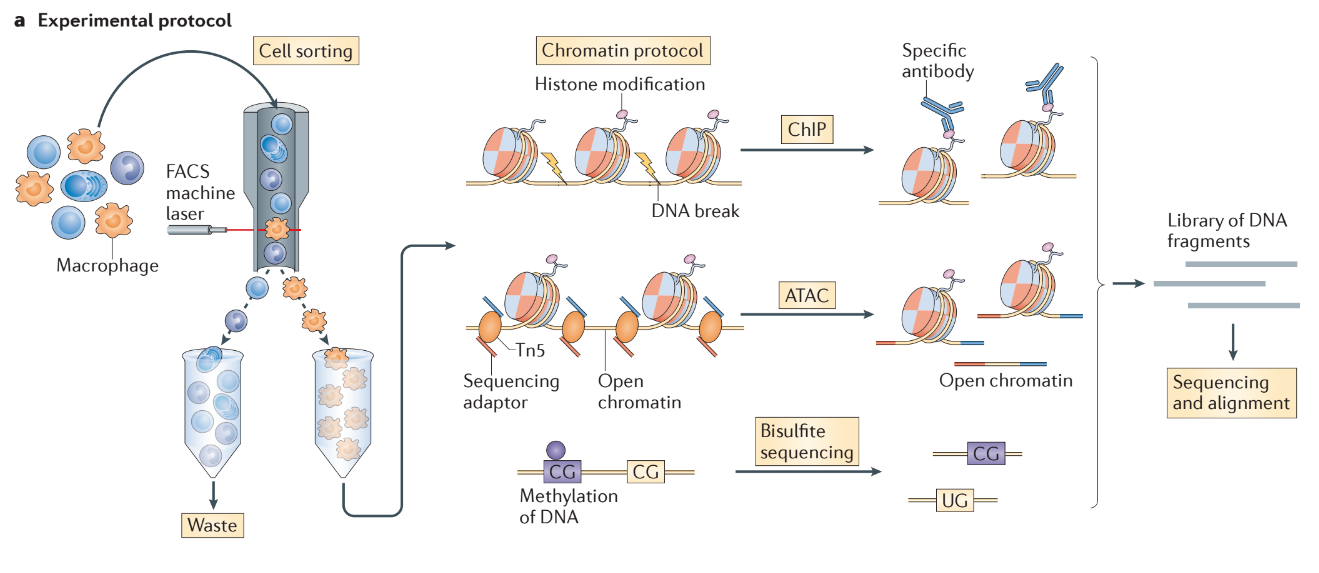 a Experimental protocol
Cell sorting
FACS
machine
laser
Macrophage
Waste
Chromatin protocol
Histone modification
DNA break
ChIP
Specific
antibody
Tn5
Sequencing
adaptor
Open
chromatin
ATAC
Open chromatin
CG
CG
Methylation
of DNA
Bisulfite
sequencing
CG
UG
Library of DNA
fragments
Sequencing
and alignment